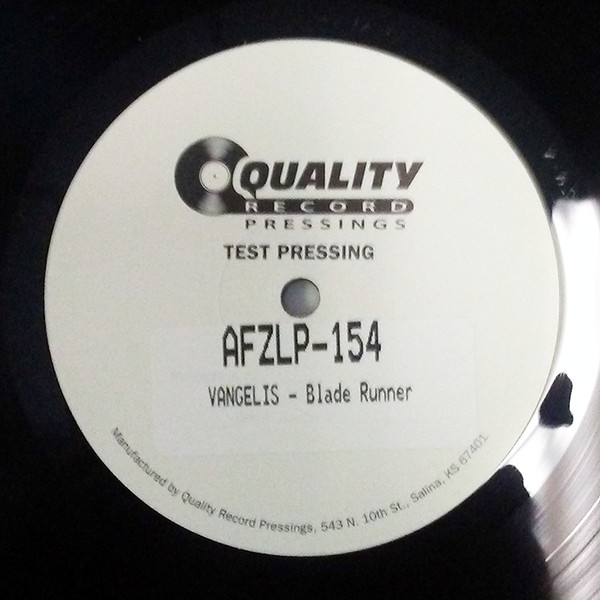 QUALITY
RECORD
PRESSINGS
TEST PRESSING
AFZLP-154
VANGELIS - Blade Runner
Manufactured by Quality Record Pressings, 543 N. 10th St., Salina, KS 67401